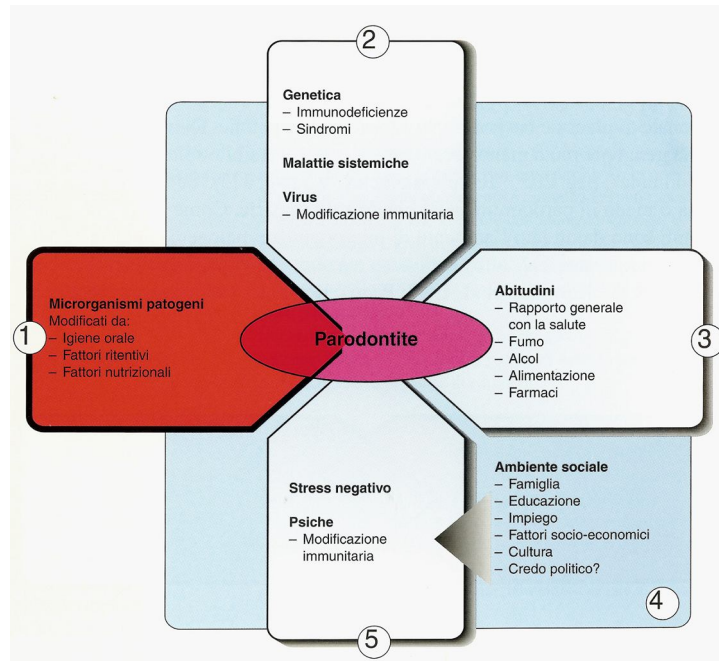 2
Genetica
– Immunodeficienze
– Sindromi
Malattie sistemiche
Virus
– Modificazione immunitaria
1
Microrganismi patogeni
Modificati da:
– Igiene orale
– Fattori ritentivi
– Fattori nutrizionali
Parodontite
3
Abitudini
– Rapporto generale
con la salute
– Fumo
– Alcol
– Alimentazione
– Farmaci
Stress negativo
Psiche
– Modificazione
immunitaria
5
Ambiente sociale
– Famiglia
– Educazione
– Impiego
– Fattori socio-economici
– Cultura
– Credo politico?
4